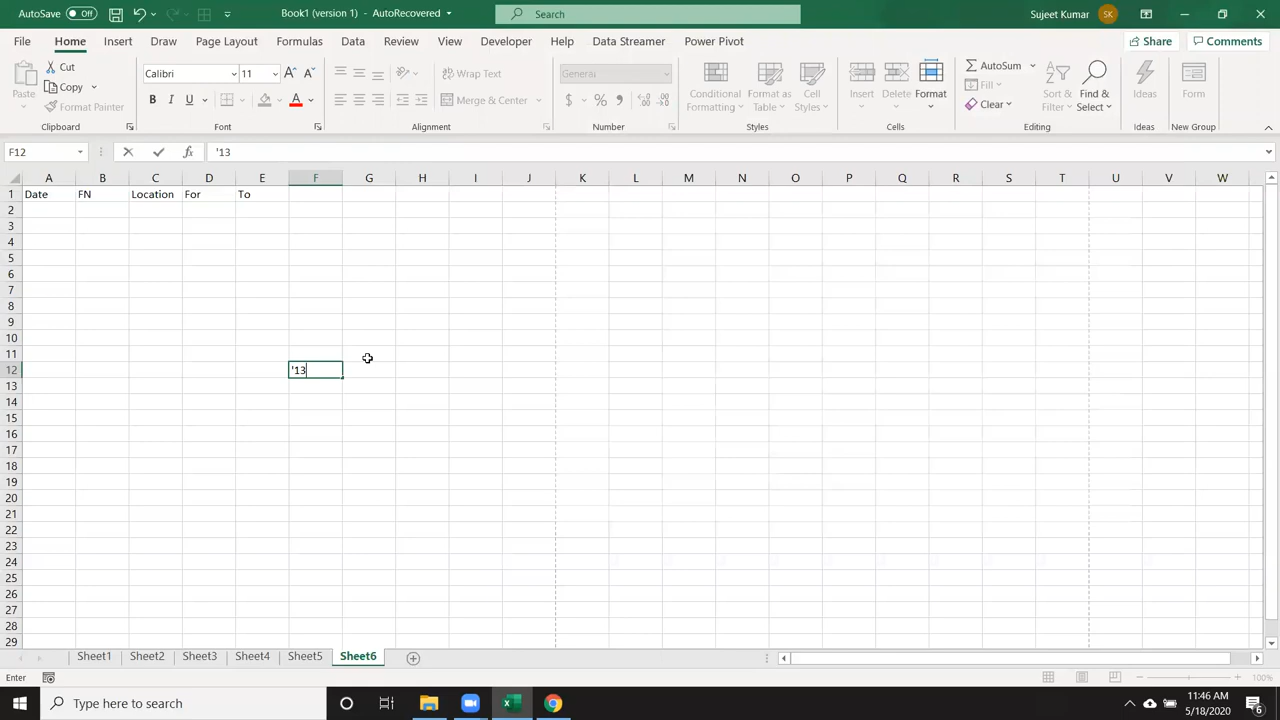 AutoSave Off Book1 (version 1) - AutoRecovered Search Sujeet Kumar SK
File Home Insert Draw Page Layout Formulas Data Review View Developer Help Data Streamer Power Pivot Share Comments
Paste Cut Copy Format Painter Clipboard
Calibri 11 B I U A Font
Wrap Text Merge & Center Alignment
General $ % Number
Conditional Formatting Format as Table Cell Styles Styles
Insert Delete Format Cells
AutoSum Fill Clear Sort & Filter Find & Select Editing
Ideas Ideas
Form New Group
F12 fx '13
A B C D E F G H I J K L M N O P Q R S T U V W
1 Date FN Location For To
2
3
4
5
6
7
8
9
10
11
12 '13
13
14
15
16
17
18
19
20
21
22
23
24
25
26
27
28
29
Sheet1 Sheet2 Sheet3 Sheet4 Sheet5 Sheet6
Enter 100%
Type here to search 11:46 AM
5/18/2020 6